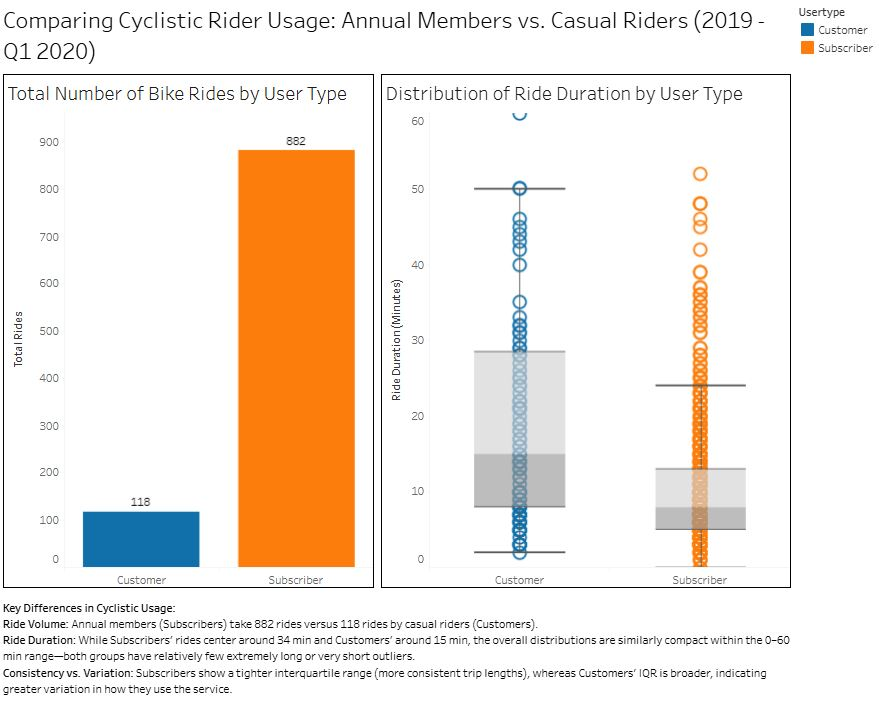 Comparing Cyclistic Rider Usage: Annual Members vs. Casual Riders (2019 -
Q1 2020)
Usertype
Customer
Subscriber
Total Number of Bike Rides by User Type
900
800
700
600
500
400
300
200
100
0
Total Rides
118
882
Customer
Subscriber
Distribution of Ride Duration by User Type
60
50
40
30
20
10
0
Ride Duration (Minutes)
Customer
Subscriber
Key Differences in Cyclistic Usage:
Ride Volume: Annual members (Subscribers) take 882 rides versus 118 rides by casual riders (Customers).
Ride Duration: While Subscribers’ rides center around 34 min and Customers’ around 15 min, the overall distributions are similarly compact within the 0–60
min range—both groups have relatively few extremely long or very short outliers.
Consistency vs. Variation: Subscribers show a tighter interquartile range (more consistent trip lengths), whereas Customers’ IQR is broader, indicating
greater variation in how they use the service.